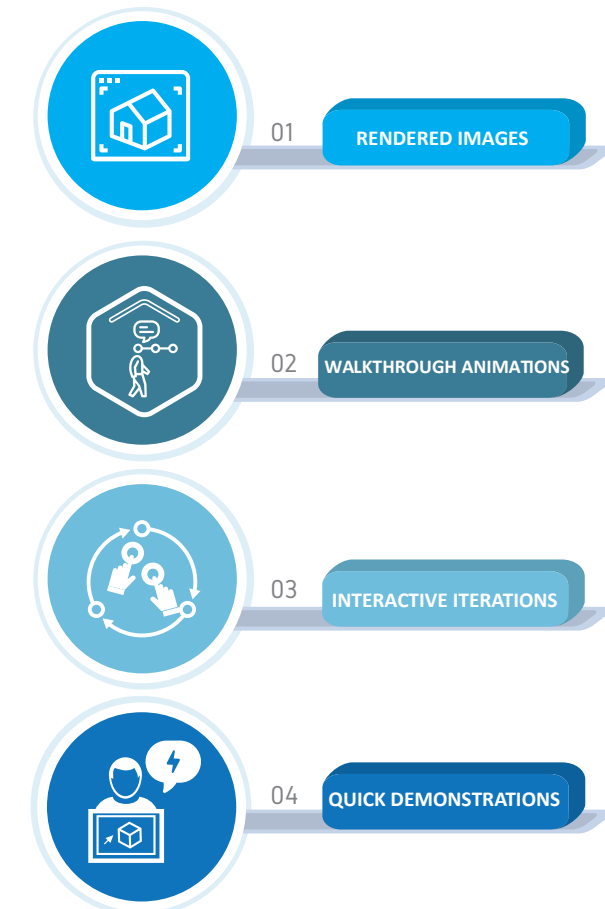 01
RENDERED IMAGES
02
WALKTHROUGH ANIMATIONS
03
INTERACTIVE ITERATIONS
04
QUICK DEMONSTRATIONS